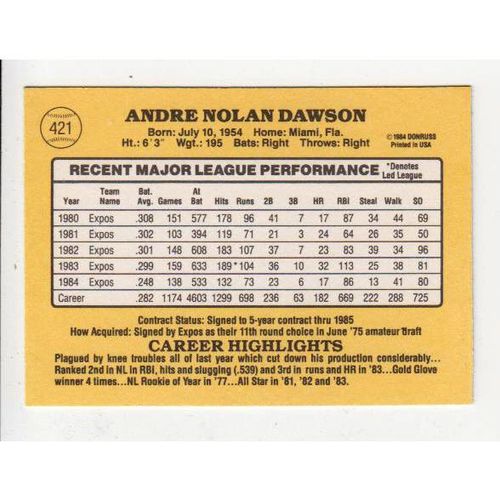 421
ANDRE NOLAN DAWSON
Born: July 10, 1954 Home: Miami, Fla.
Ht.: 6'3" Wgt.: 195 Bats: Right Throws: Right
©1984 DONRUSS
Printed in USA
RECENT MAJOR LEAGUE PERFORMANCE *Denotes Led League
Year Team Name Bat. Avg. Games At Bat Hits Runs 2B 3B HR RBI Steal Walk SO
1980 Expos .308 151 577 178 96 41 7 17 87 34 44 69
1981 Expos .302 103 394 119 71 21 3 24 64 26 35 50
1982 Expos .301 148 608 183 107 37 7 23 83 39 34 96
1983 Expos .299 159 633 189 *104 36 10 32 113 25 38 81
1984 Expos .248 138 533 132 73 23 6 17 86 13 41 80
Career .282 1174 4603 1299 698 236 63 182 669 222 288 725
Contract Status: Signed to 5-year contract thru 1985
How Acquired: Signed by Expos as their 11th round choice in June '75 amateur draft
CAREER HIGHLIGHTS
Plagued by knee troubles all of last year which cut down his production considerably...
Ranked 2nd in NL in RBI, hits and slugging (.539) and 3rd in runs and HR in '83...Gold Glove
winner 4 times...NL Rookie of Year in '77...All Star in '81, '82 and '83.